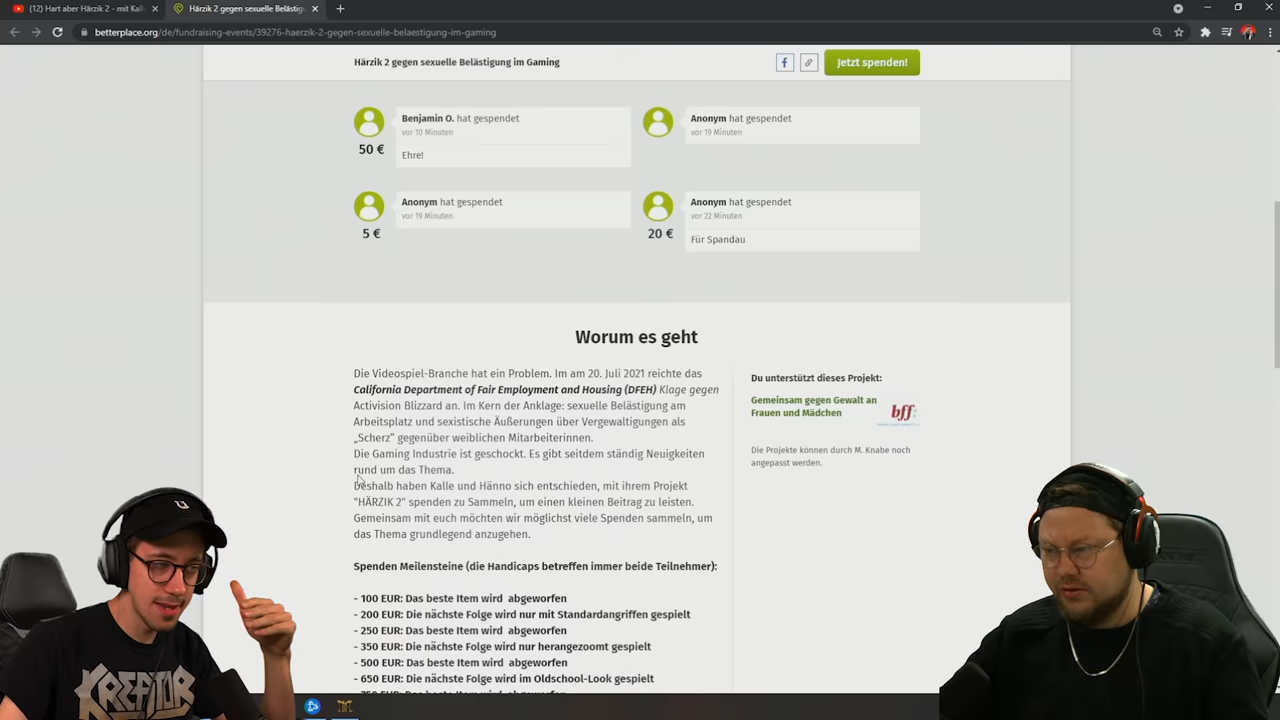 (12) Hart aber Härzik 2 - mit Kall
Härzik 2 gegen sexuelle Belästig
betterplace.org/de/fundraising-events/39276-haerzik-2-gegen-sexuelle-belaestigung-im-gaming
Härzik 2 gegen sexuelle Belästigung im Gaming
Jetzt spenden!
Benjamin O. hat gespendet
vor 10 Minuten
50 €
Ehre!
Anonym hat gespendet
vor 19 Minuten
Anonym hat gespendet
vor 19 Minuten
5 €
Anonym hat gespendet
vor 22 Minuten
20 €
Für Spandau
Worum es geht
Die Videospiel-Branche hat ein Problem. Im am 20. Juli 2021 reichte das
California Department of Fair Employment and Housing (DFEH) Klage gegen
Activision Blizzard an. Im Kern der Anklage: sexuelle Belästigung am
Arbeitsplatz und sexistische Äußerungen über Vergewaltigungen als
„Scherz“ gegenüber weiblichen Mitarbeiterinnen.
Die Gaming Industrie ist geschockt. Es gibt seitdem ständig Neuigkeiten
rund um das Thema.
Deshalb haben Kalle und Hänno sich entschieden, mit ihrem Projekt
"HÄRZIK 2" spenden zu Sammeln, um einen kleinen Beitrag zu leisten.
Gemeinsam mit euch möchten wir möglichst viele Spenden sammeln, um
das Thema grundlegend anzugehen.
Spenden Meilensteine (die Handicaps betreffen immer beide Teilnehmer):
- 100 EUR: Das beste Item wird abgeworfen
- 200 EUR: Die nächste Folge wird nur mit Standardangriffen gespielt
- 250 EUR: Das beste Item wird abgeworfen
- 350 EUR: Die nächste Folge wird nur herangezoomt gespielt
- 500 EUR: Das beste Item wird abgeworfen
- 650 EUR: Die nächste Folge wird im Oldschool-Look gespielt
Du unterstützt dieses Projekt:
Gemeinsam gegen Gewalt an
Frauen und Mädchen
bff:
Die Projekte können durch M. Knabe noch
angepasst werden.
KREATOR